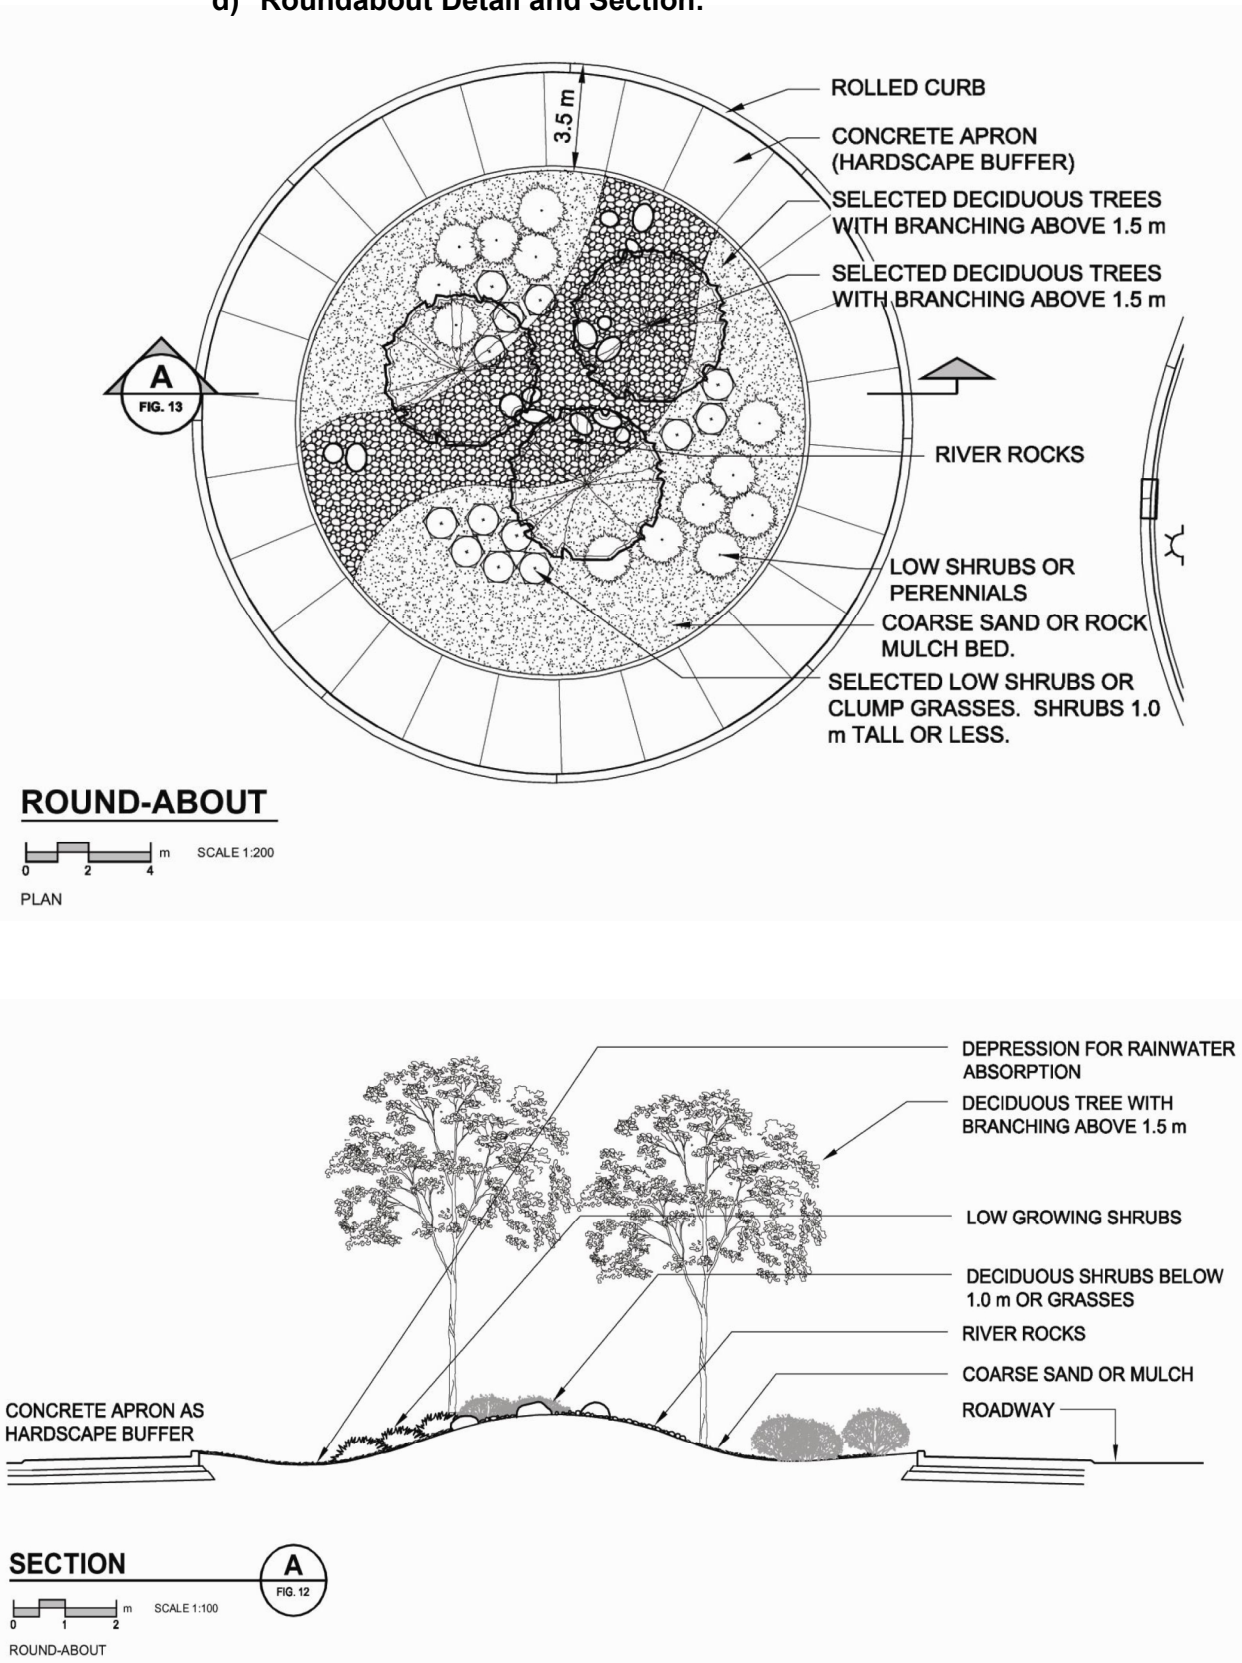 d) Roundabout Detail and Section:
3.5 m
ROLLED CURB
CONCRETE APRON
(HARDSCAPE BUFFER)
SELECTED DECIDUOUS TREES
WITH BRANCHING ABOVE 1.5 m
SELECTED DECIDUOUS TREES
WITH BRANCHING ABOVE 1.5 m
A
FIG. 13
RIVER ROCKS
LOW SHRUBS OR
PERENNIALS
COARSE SAND OR ROCK
MULCH BED.
SELECTED LOW SHRUBS OR
CLUMP GRASSES. SHRUBS 1.0
m TALL OR LESS.
ROUND-ABOUT
m SCALE 1:200
0 2 4
PLAN
DEPRESSION FOR RAINWATER
ABSORPTION
DECIDUOUS TREE WITH
BRANCHING ABOVE 1.5 m
LOW GROWING SHRUBS
DECIDUOUS SHRUBS BELOW
1.0 m OR GRASSES
RIVER ROCKS
COARSE SAND OR MULCH
ROADWAY
CONCRETE APRON AS
HARDSCAPE BUFFER
SECTION
A
FIG. 12
m SCALE 1:100
0 1 2
ROUND-ABOUT